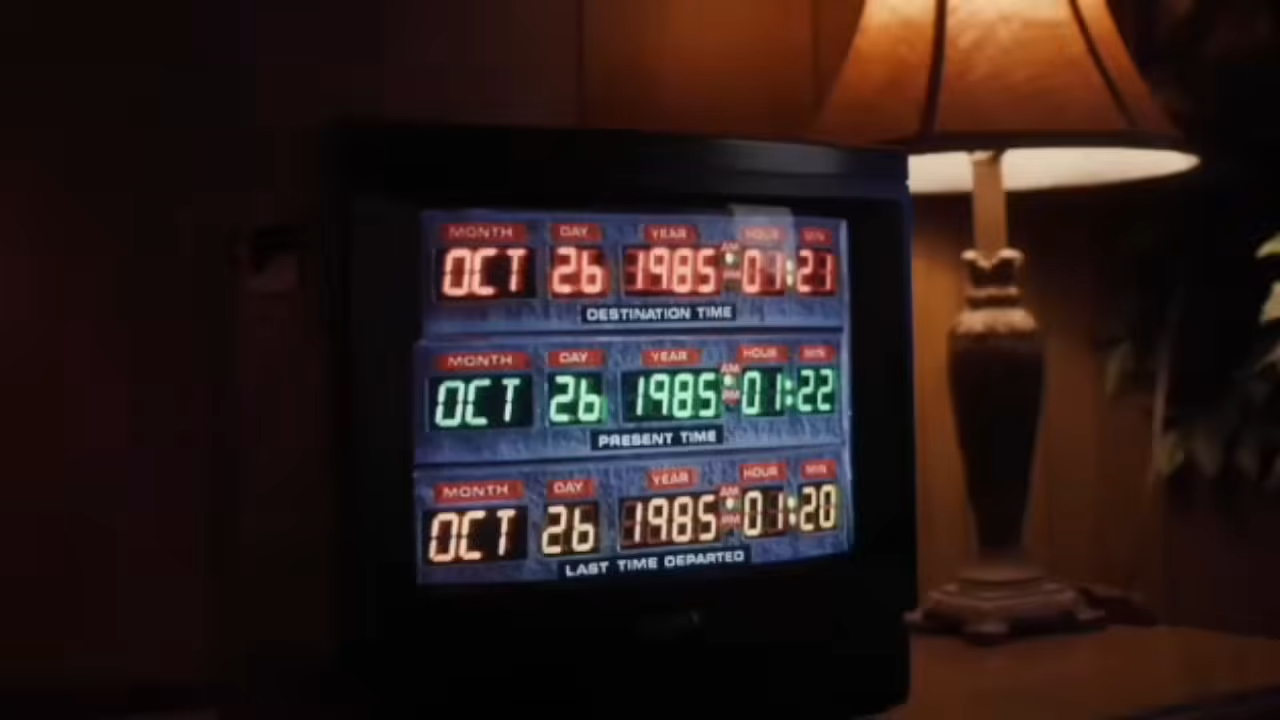 MONTH DAY YEAR HOUR MIN
OCT 26 1985 AM 01:21
DESTINATION TIME
MONTH DAY YEAR HOUR MIN
OCT 26 1985 AM PM 01:22
PRESENT TIME
MONTH DAY YEAR HOUR MIN
OCT 26 1985 AM PM 01:20
LAST TIME DEPARTED